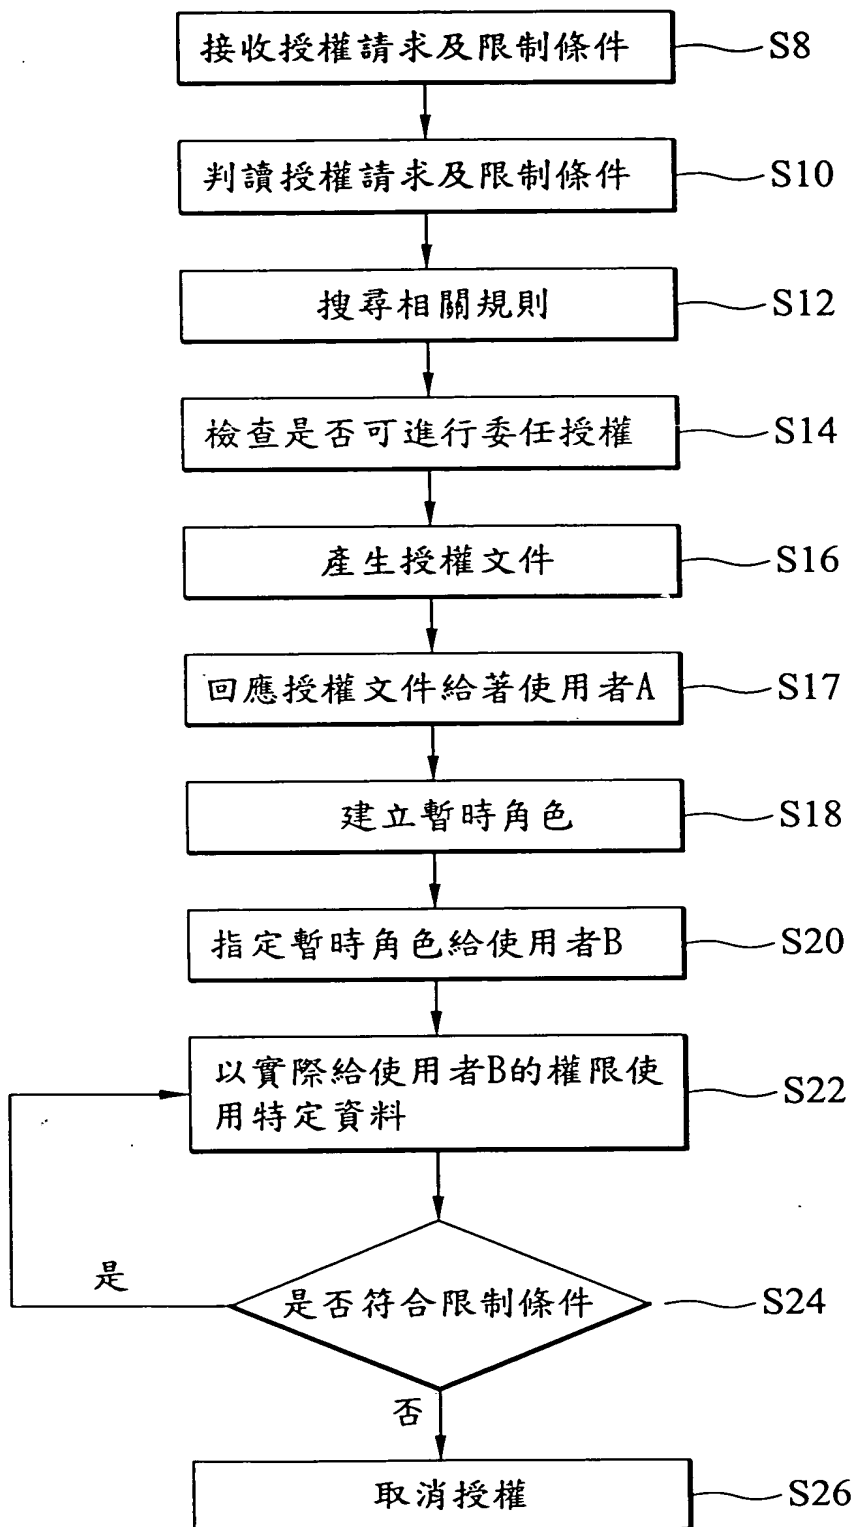 接收授權請求及限制條件 S8
判讀授權請求及限制條件 S10
搜尋相關規則 S12
檢查是否可進行委任授權 S14
產生授權文件 S16
回應授權文件給著使用者A S17
建立暫時角色 S18
指定暫時角色給使用者B S20
以實際給使用者B的權限使
用特定資料 S22
是
是否符合限制條件 S24
否
取消授權 S26